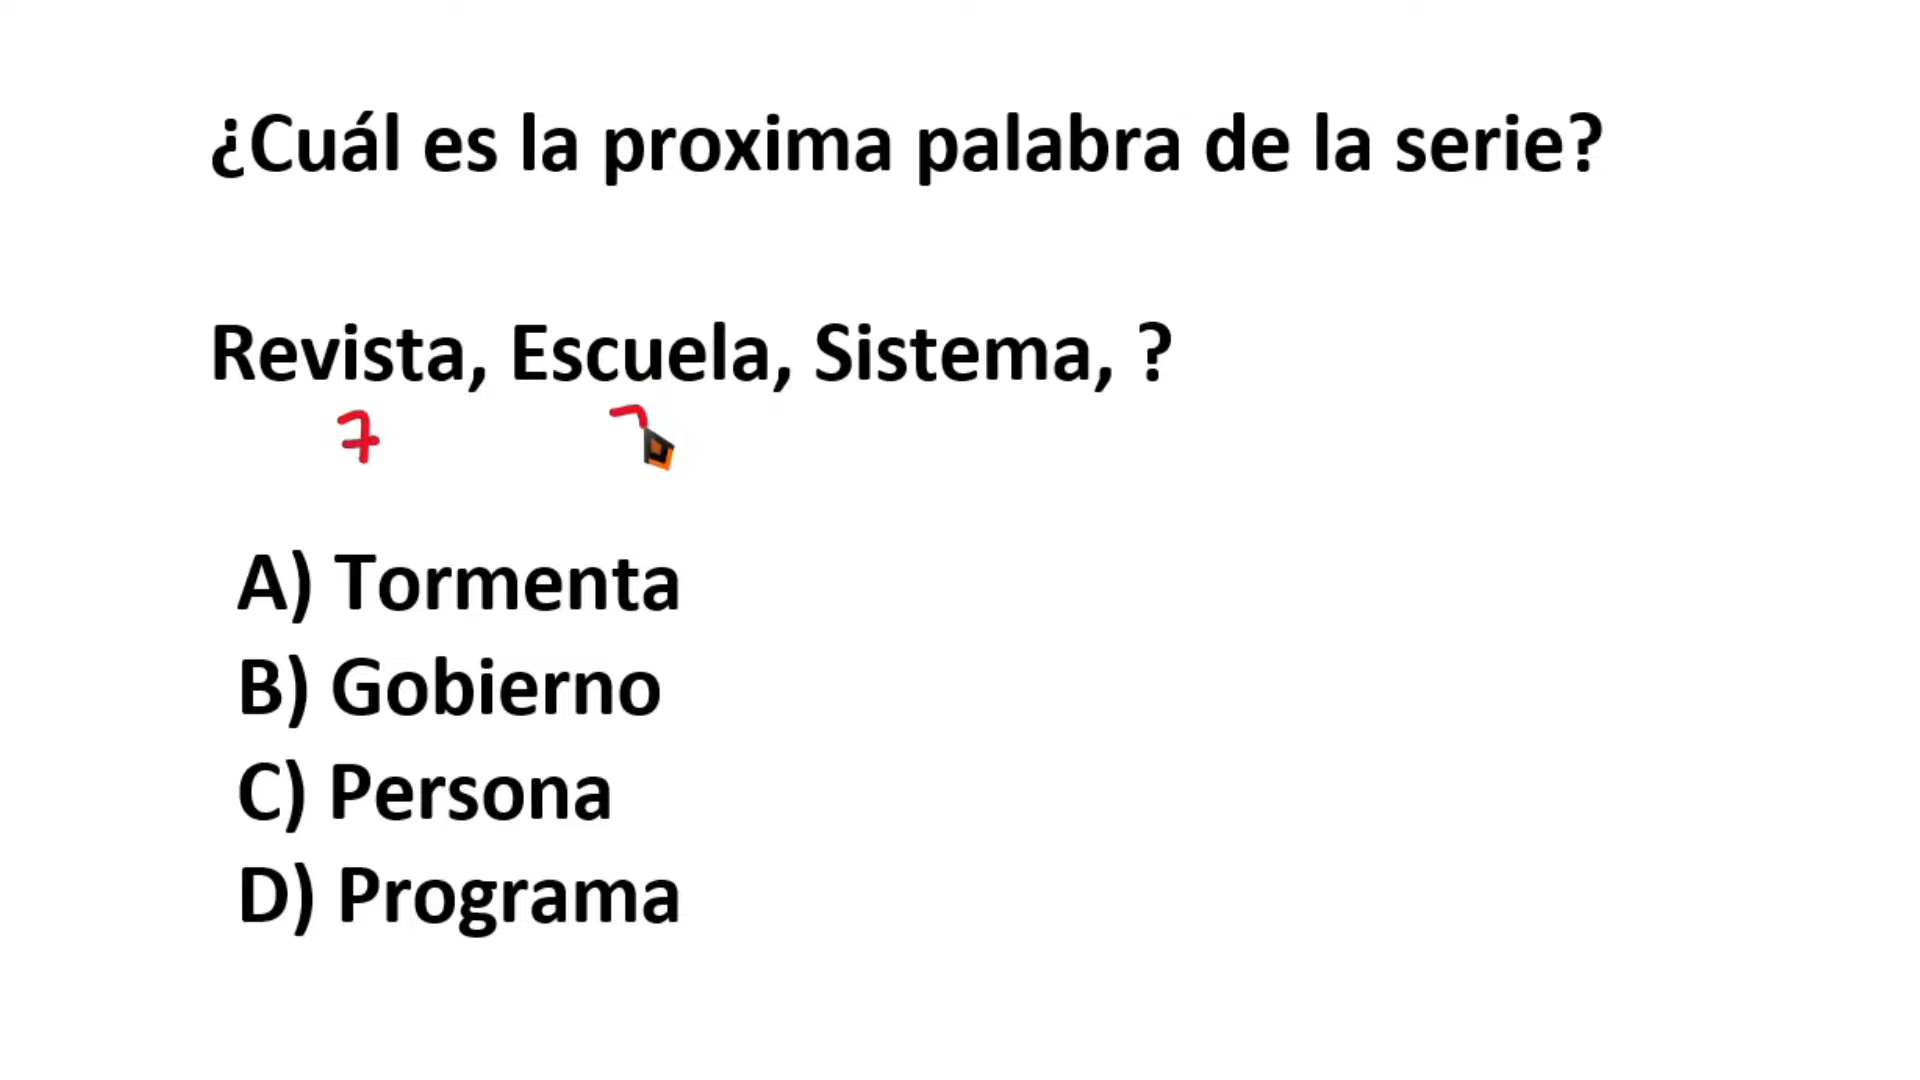 ¿Cuál es la proxima palabra de la serie?
Revista, Escuela, Sistema, ?
7
A) Tormenta
B) Gobierno
C) Persona
D) Programa